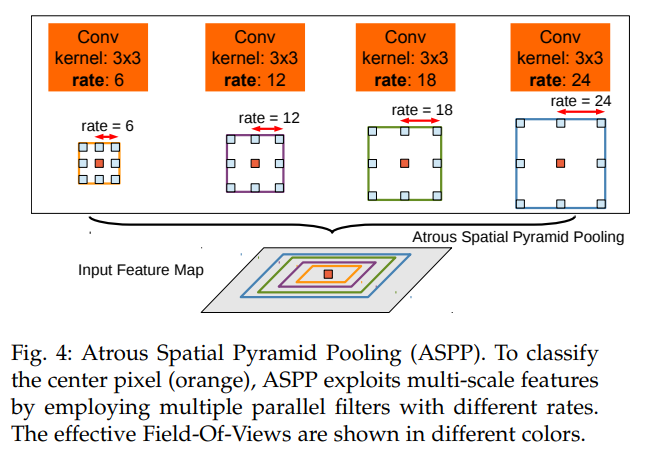 Conv
kernel: 3x3
rate: 6
Conv
kernel: 3x3
rate: 12
Conv
kernel: 3x3
rate: 18
Conv
kernel: 3x3
rate: 24
rate = 6
rate = 12
rate = 18
rate = 24
Atrous Spatial Pyramid Pooling
Input Feature Map
Fig. 4: Atrous Spatial Pyramid Pooling (ASPP). To classify
the center pixel (orange), ASPP exploits multi-scale features
by employing multiple parallel filters with different rates.
The effective Field-Of-Views are shown in different colors.